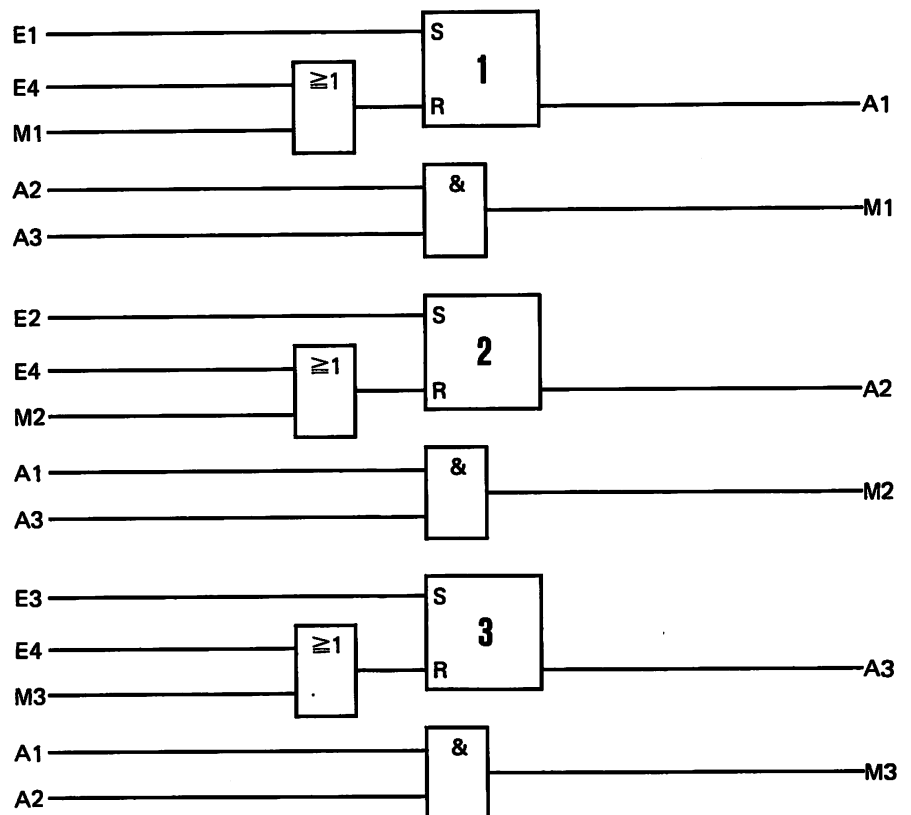 E1 S
1
E4 ≧1
R A1
M1
A2 &
M1
A3
E2 S
2
E4 ≧1
R A2
M2
A1 &
M2
A3
E3 S
3
E4 ≧1
R A3
M3
A1 &
M3
A2